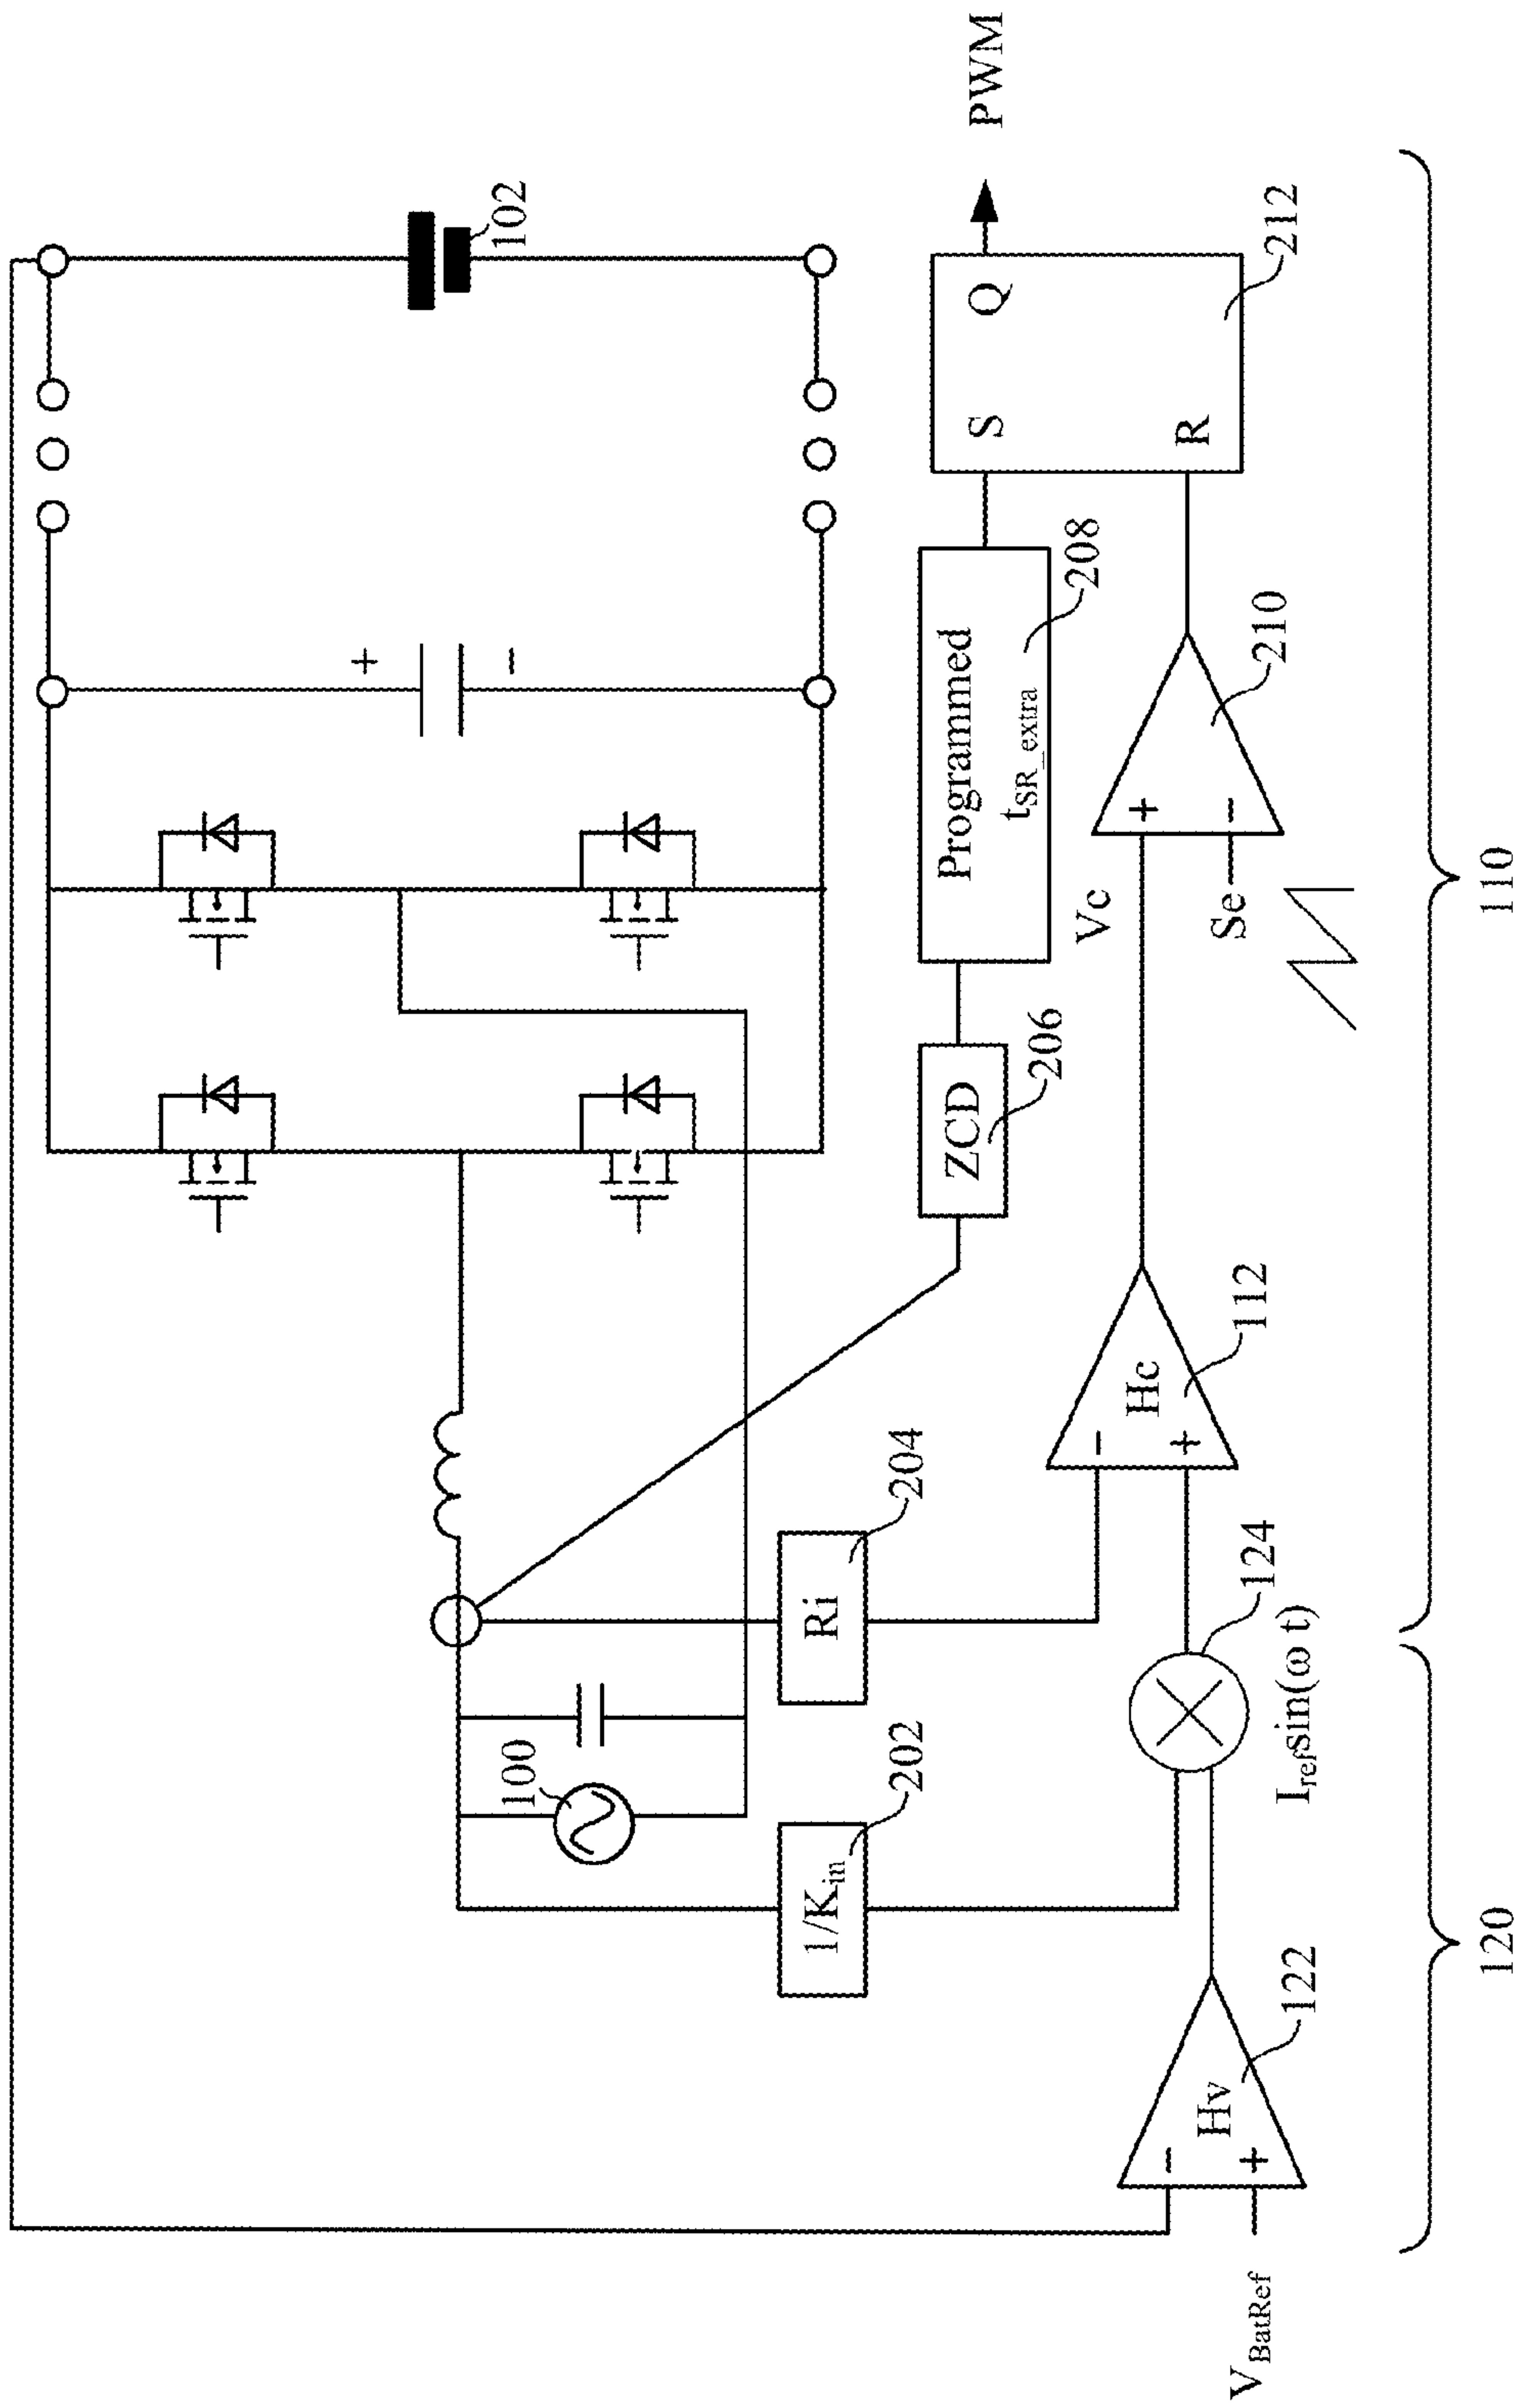 102
+
−
100
1/K_in
202
Ri
204
ZCD
206
Programmed
t_SR_extra
208
S
Q
R
212
PWM
V_BatRef
−
+
Hv
122
124
I_ref sin(ω t)
−
+
Hc
112
Vc
+
−
Se
210
120
110